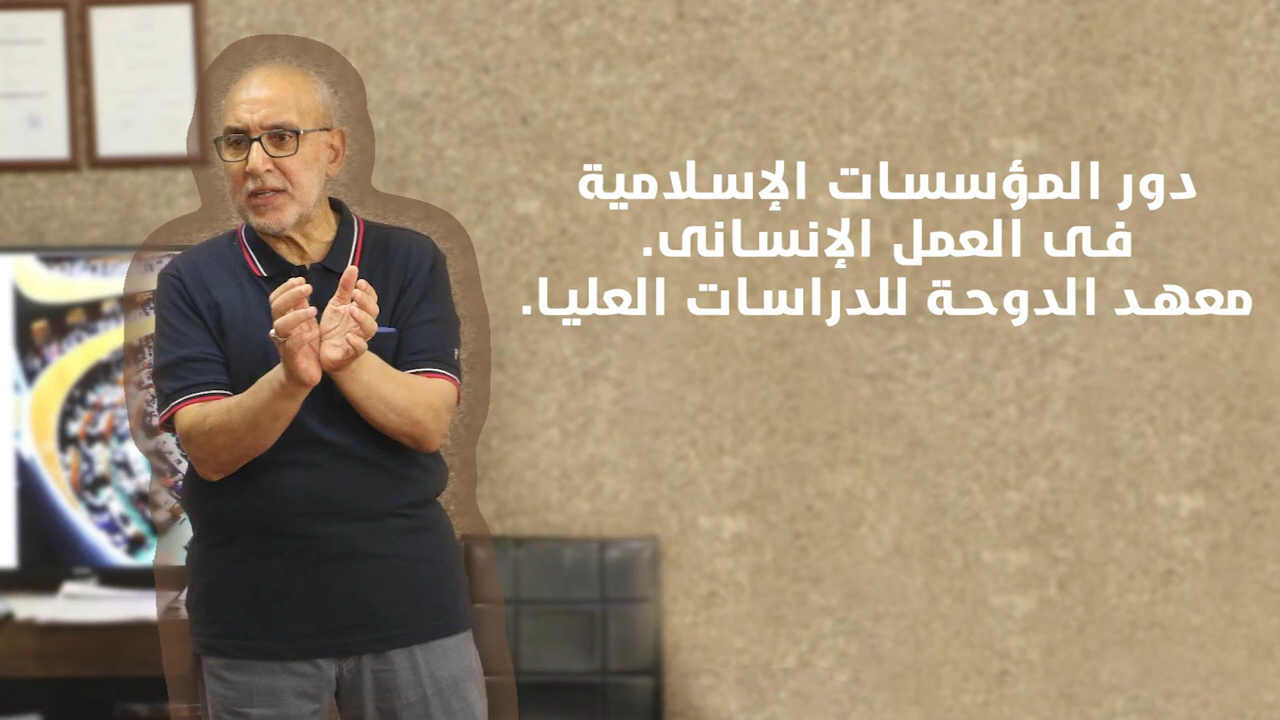 دور المؤسسات الإسلامية
فى العمل الإنسانى.
معهد الدوحة للدراسات العليا.